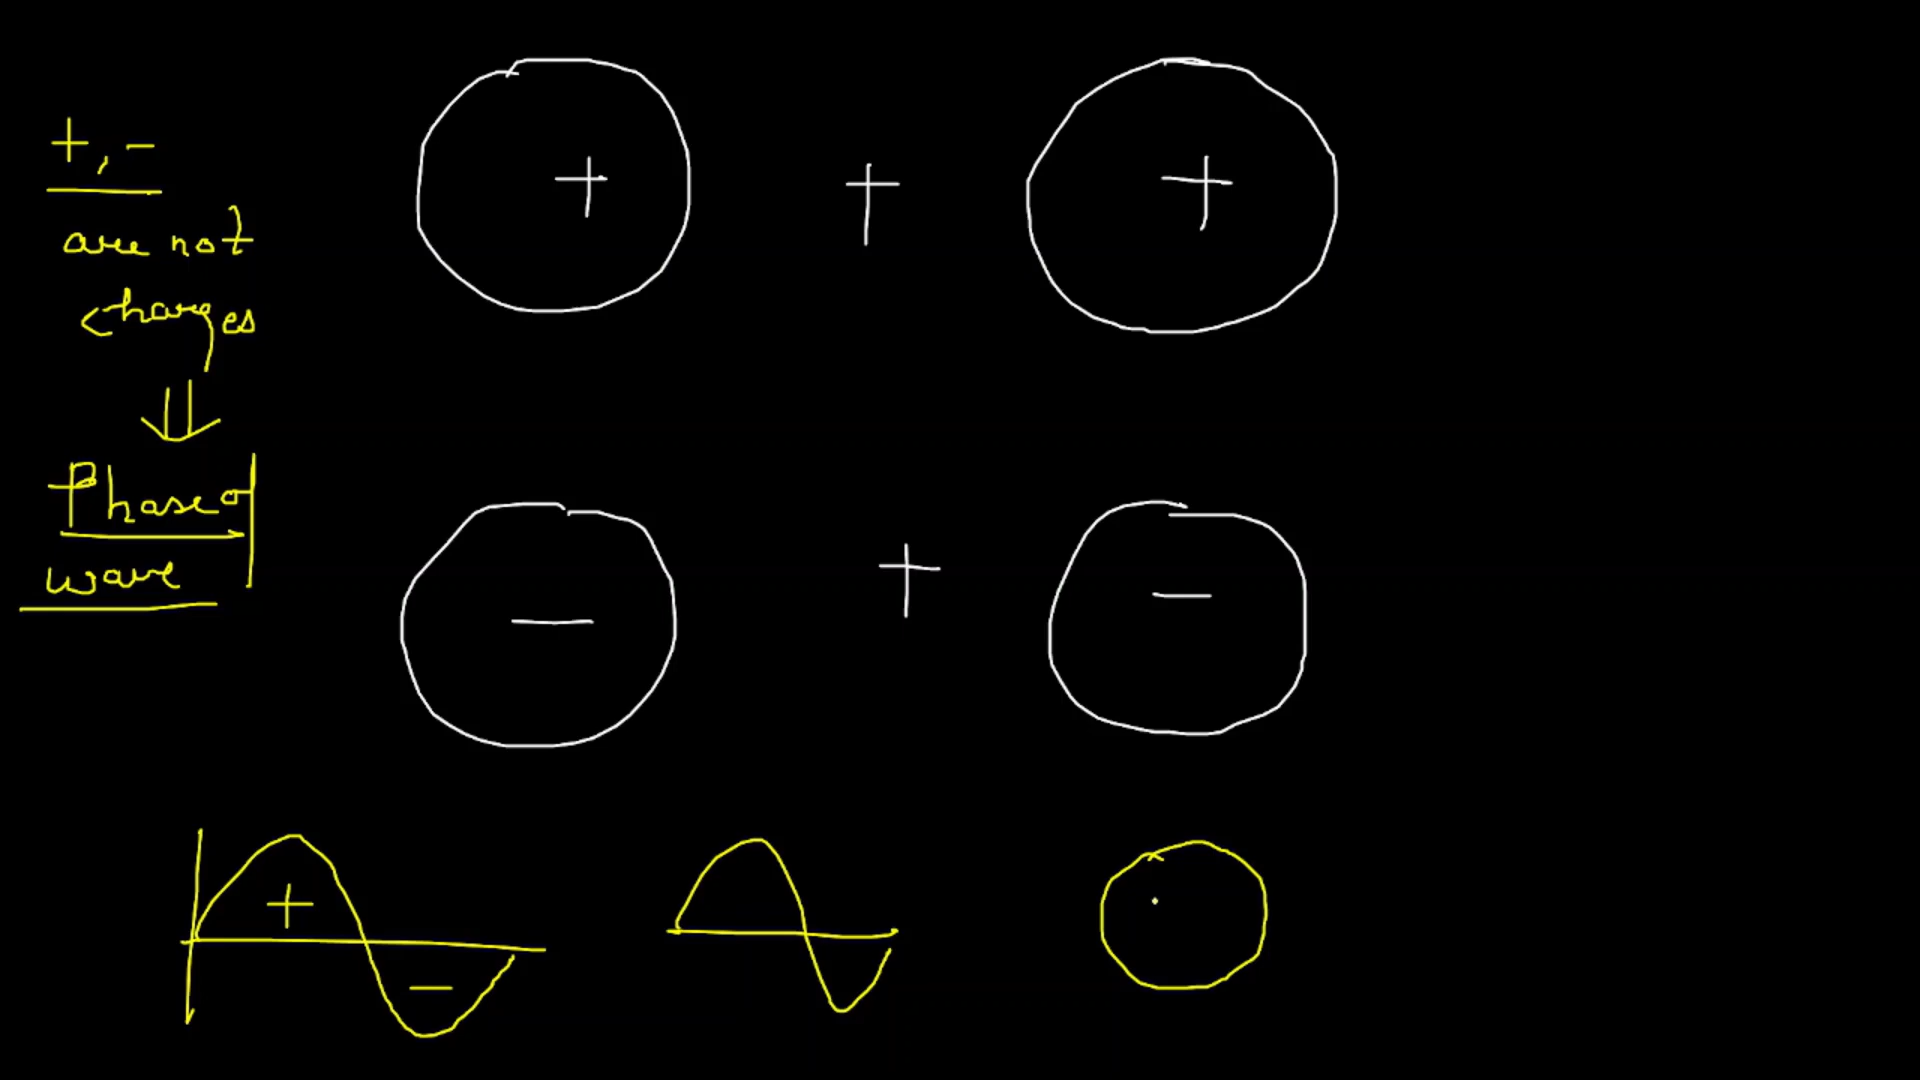 +, -
are not
charges
Phase of
wave
+ + +
- + -
+
-